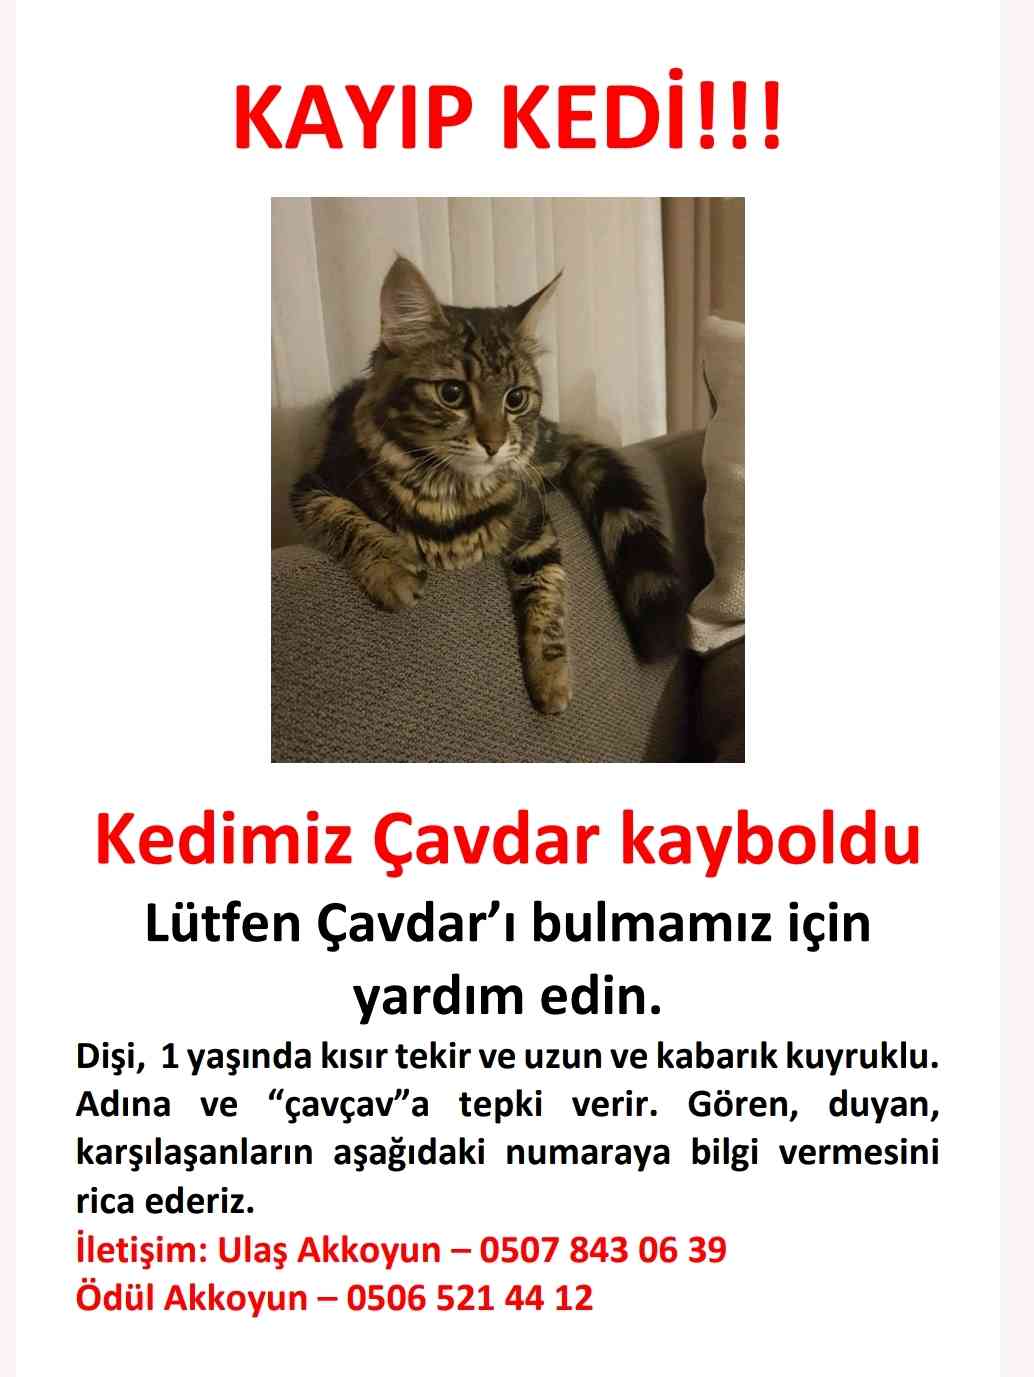 KAYIP KEDİ!!!
Kedimiz Çavdar kayboldu
Lütfen Çavdar’ı bulmamız için
yardım edin.
Dişi, 1 yaşında kısır tekir ve uzun ve kabarık kuyruklu.
Adına ve “çavçav”a tepki verir. Gören, duyan,
karşılaşanların aşağıdaki numaraya bilgi vermesini
rica ederiz.
İletişim: Ulaş Akkoyun – 0507 843 06 39
Ödül Akkoyun – 0506 521 44 12